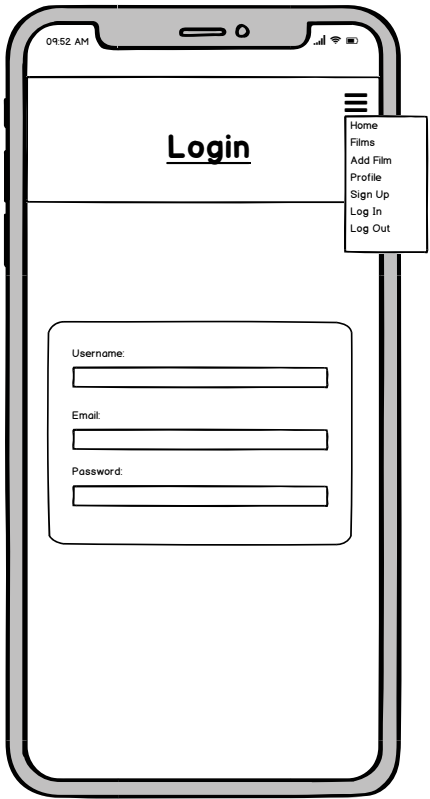 09:52 AM
Login
Home
Films
Add Film
Profile
Sign Up
Log In
Log Out
Username:
Email:
Password: